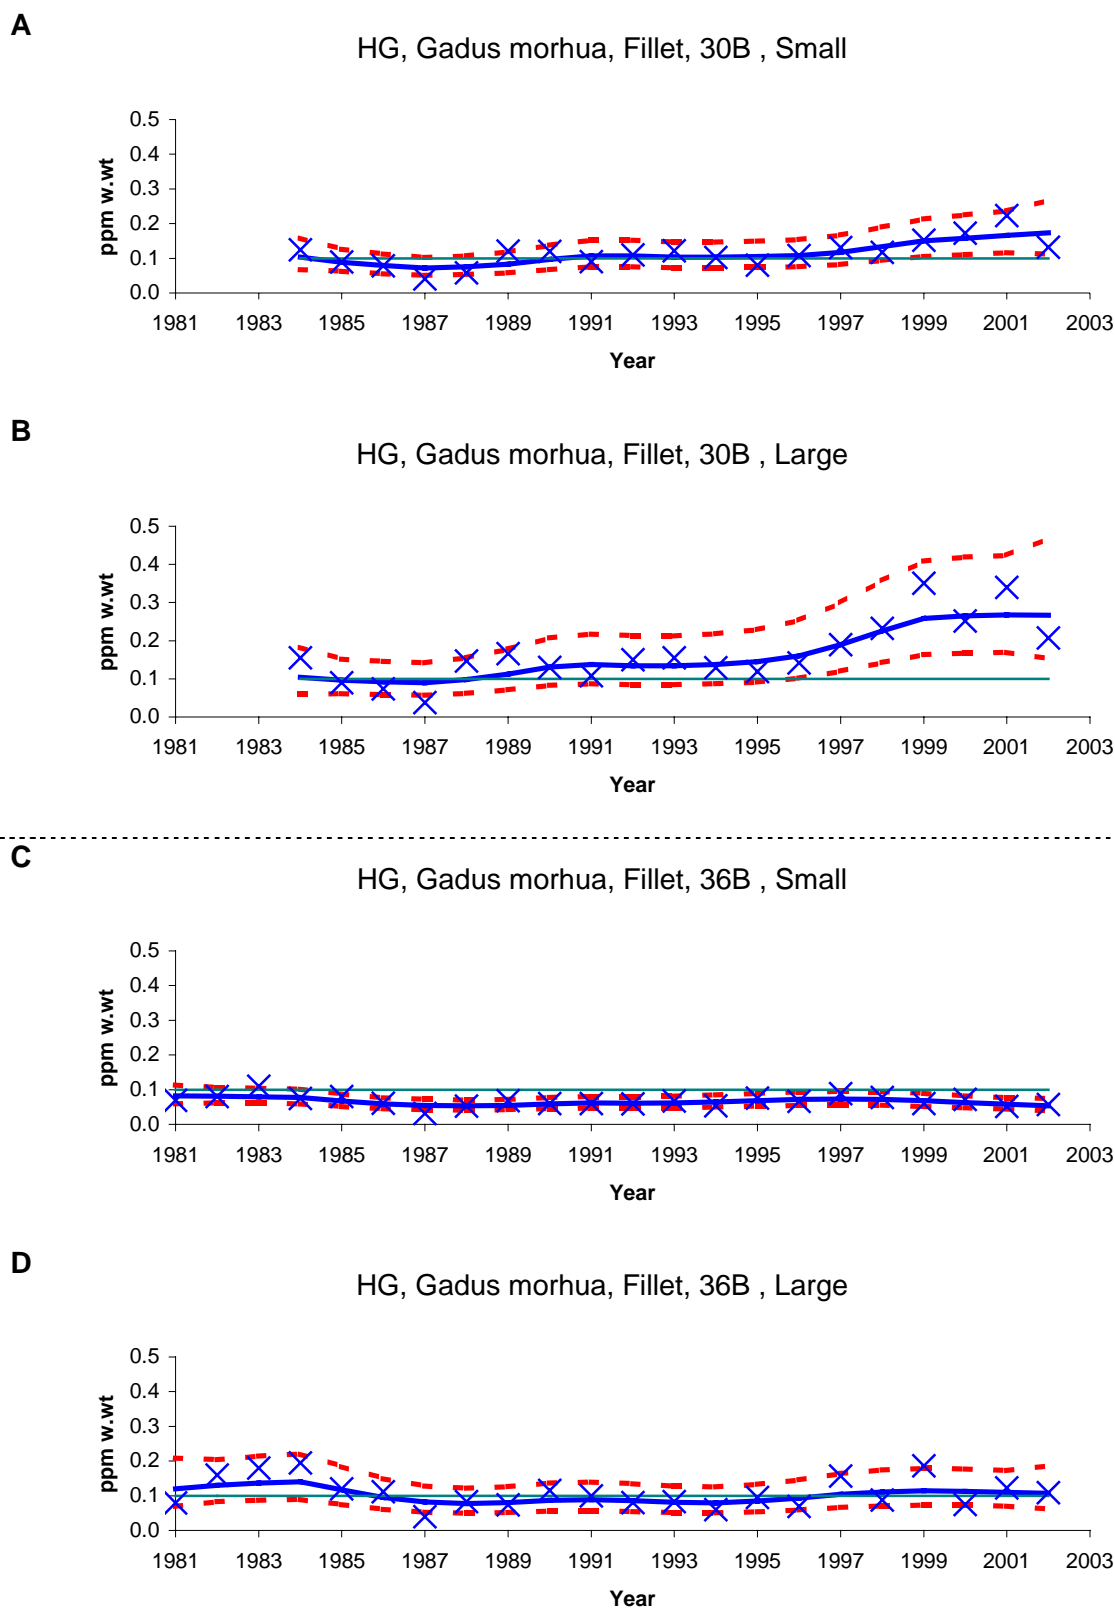 A
HG, Gadus morhua, Fillet, 30B , Small
0.5
0.4
0.3
0.2
0.1
0.0
ppm w.wt
1981 1983 1985 1987 1989 1991 1993 1995 1997 1999 2001 2003
Year
B
HG, Gadus morhua, Fillet, 30B , Large
0.5
0.4
0.3
0.2
0.1
0.0
ppm w.wt
1981 1983 1985 1987 1989 1991 1993 1995 1997 1999 2001 2003
Year
C
HG, Gadus morhua, Fillet, 36B , Small
0.5
0.4
0.3
0.2
0.1
0.0
ppm w.wt
1981 1983 1985 1987 1989 1991 1993 1995 1997 1999 2001 2003
Year
D
HG, Gadus morhua, Fillet, 36B , Large
0.5
0.4
0.3
0.2
0.1
0.0
ppm w.wt
1981 1983 1985 1987 1989 1991 1993 1995 1997 1999 2001 2003
Year